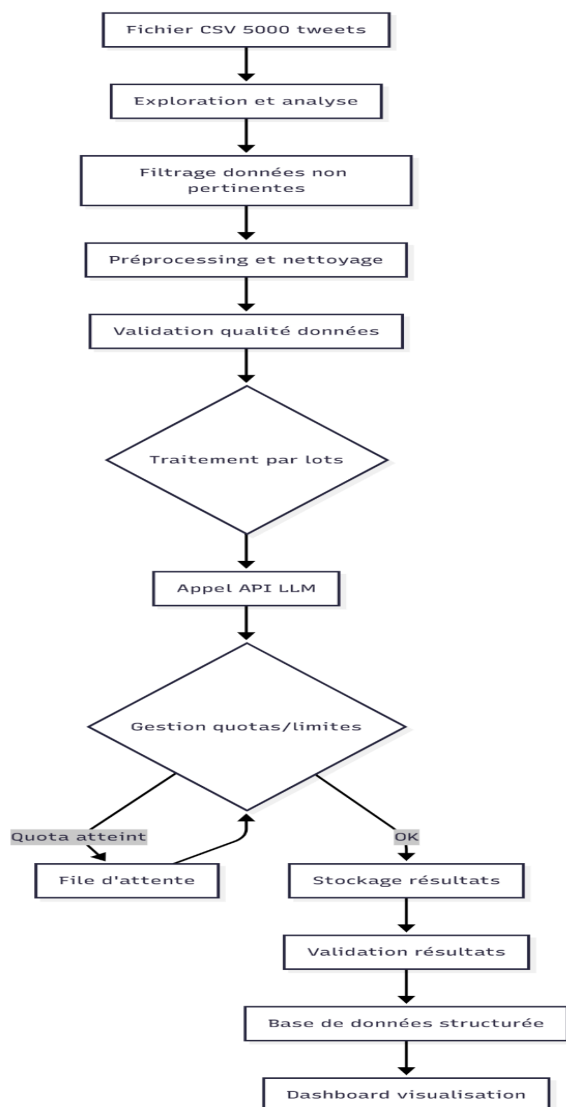 Fichier CSV 5000 tweets
Exploration et analyse
Filtrage données non
pertinentes
Préprocessing et nettoyage
Validation qualité données
Traitement par lots
Appel API LLM
Gestion quotas/limites
Quota atteint
OK
File d'attente
Stockage résultats
Validation résultats
Base de données structurée
Dashboard visualisation